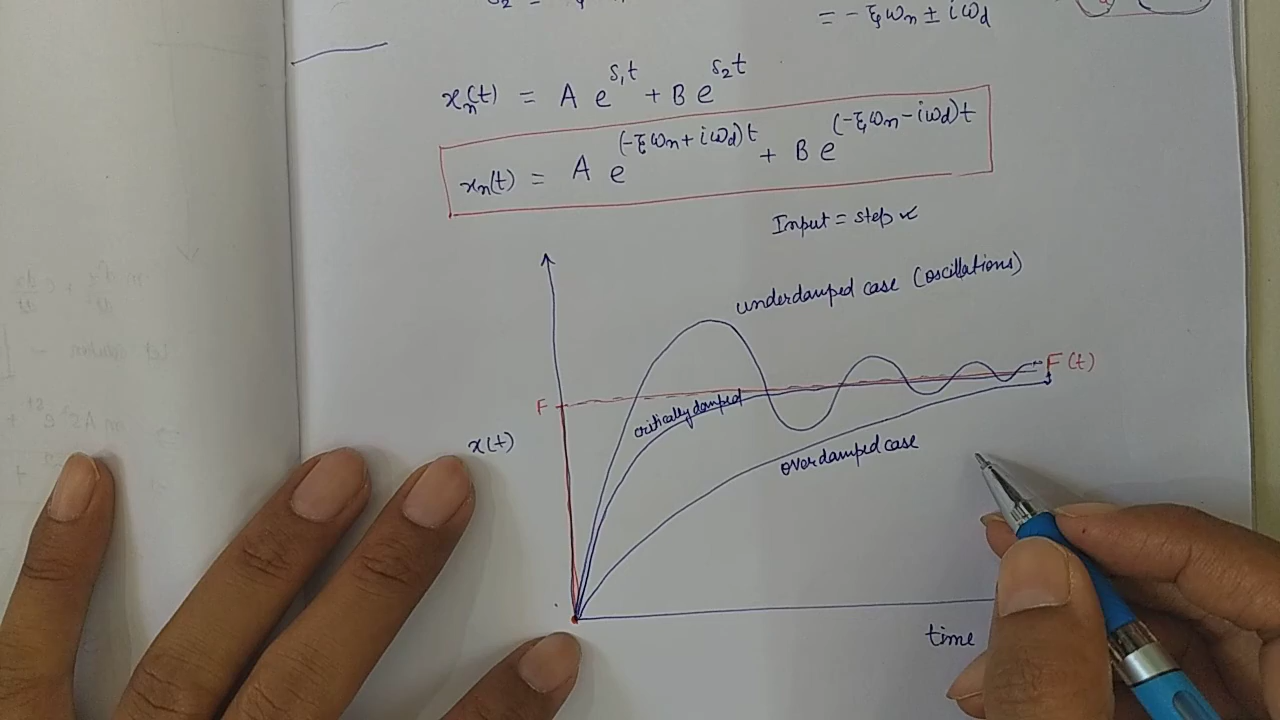 = - ξωn ± iωd
xn(t) = A e^{s₁t} + B e^{s₂t}
xn(t) = A e^{(-ξωn + iωd)t} + B e^{(-ξωn - iωd)t}
Input = step
underdamped case (oscillations)
F(t)
F
critically damped
x(t)
overdamped case
time